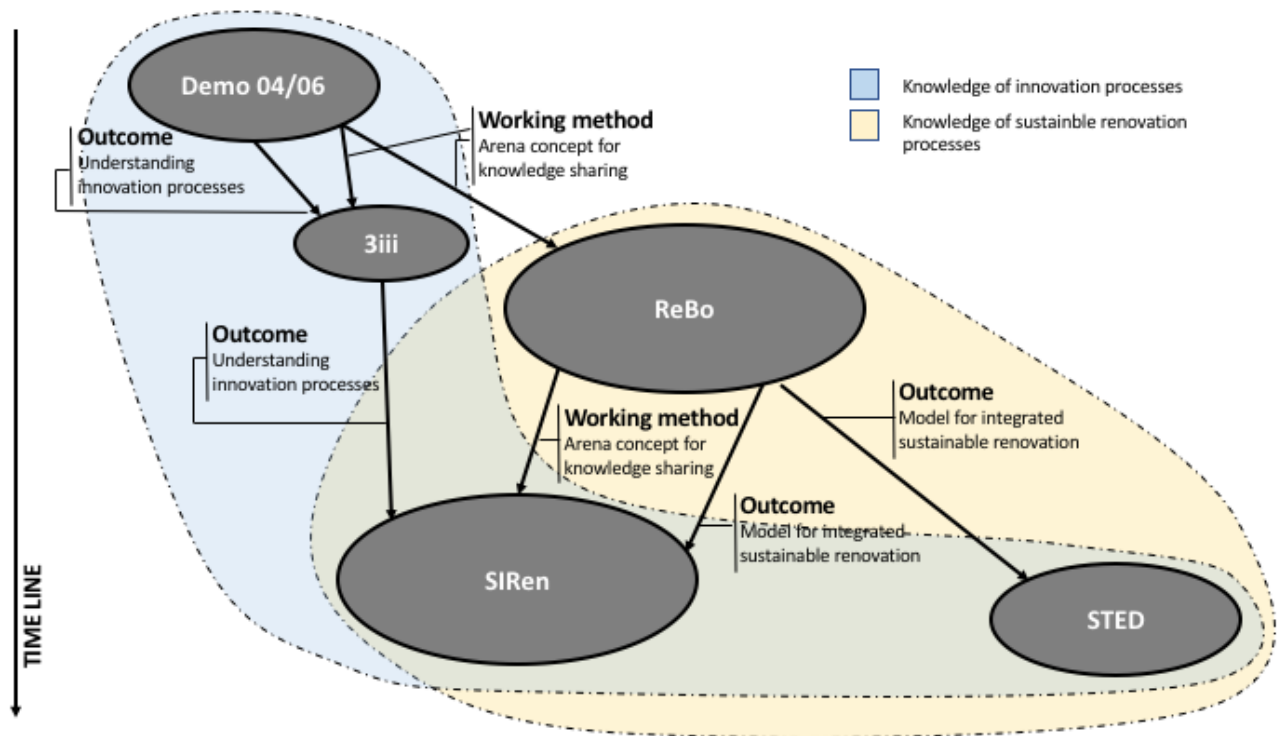 Demo 04/06
Knowledge of innovation processes
Knowledge of sustainble renovation
processes
Outcome
Understanding
innovation processes
Working method
Arena concept for
knowledge sharing
3iii
ReBo
Outcome
Understanding
innovation processes
Working method
Arena concept for
knowledge sharing
Outcome
Model for integrated
sustainable renovation
Outcome
Model for integrated
sustainable renovation
SIRen
STED
TIME LINE